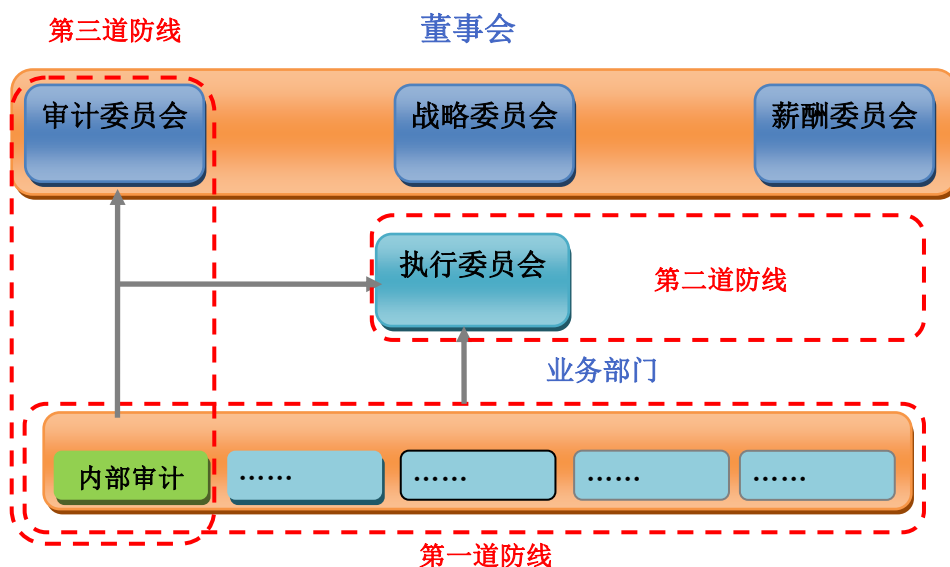 第三道防线
董事会
审计委员会
战略委员会
薪酬委员会
执行委员会
第二道防线
业务部门
内部审计
……
……
……
……
第一道防线